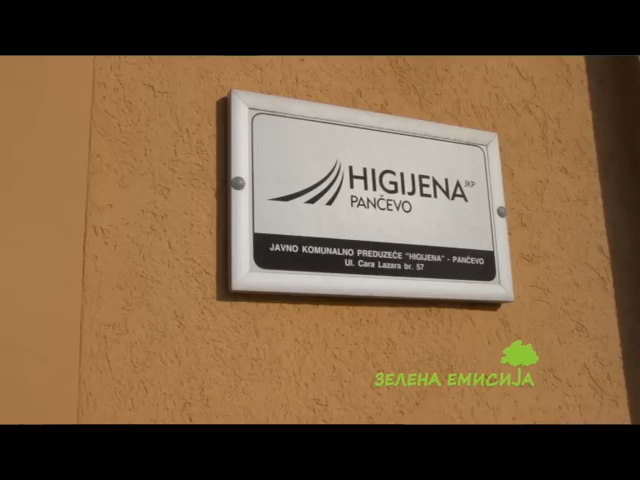 HIGIJENA JKP
PANČEVO
JAVNO KOMUNALNO PREDUZEĆE "HIGIJENA" - PANČEVO
Ul. Cara Lazara br. 57
ЗЕЛЕНА ЕМИСИЈА